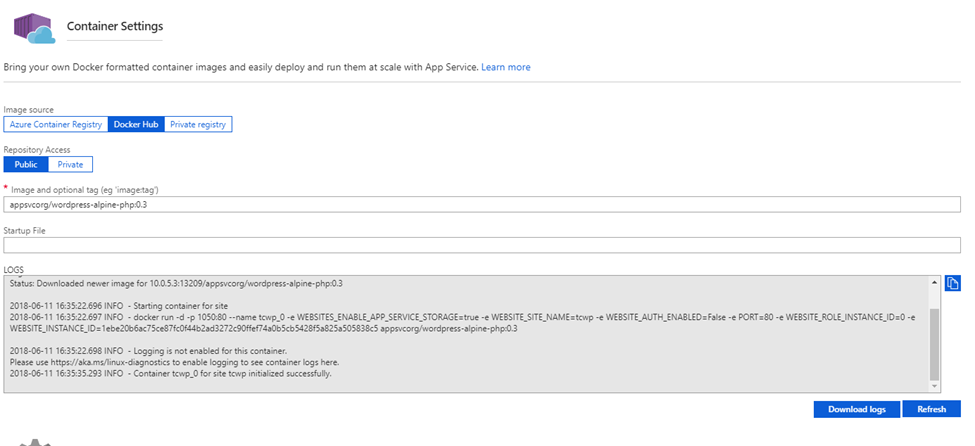 Container Settings
Bring your own Docker formatted container images and easily deploy and run them at scale with App Service. Learn more
Image source
Azure Container Registry Docker Hub Private registry
Repository Access
Public Private
* Image and optional tag (eg 'image:tag')
appsvcorg/wordpress-alpine-php:0.3
Startup File
LOGS
Status: Downloaded newer image for 10.0.5.3:13209/appsvcorg/wordpress-alpine-php:0.3
2018-06-11 16:35:22.696 INFO - Starting container for site
2018-06-11 16:35:22.697 INFO - docker run -d -p 1050:80 --name tcwp_0 -e WEBSITES_ENABLE_APP_SERVICE_STORAGE=true -e WEBSITE_SITE_NAME=tcwp -e WEBSITE_AUTH_ENABLED=False -e PORT=80 -e WEBSITE_ROLE_INSTANCE_ID=0 -e
WEBSITE_INSTANCE_ID=1ebe20b6ac75ce87fc0f44b2ad3272c90ffef74a0b5cb5428f5a825a505838c5 appsvcorg/wordpress-alpine-php:0.3
2018-06-11 16:35:22.698 INFO - Logging is not enabled for this container.
Please use https://aka.ms/linux-diagnostics to enable logging to see container logs here.
2018-06-11 16:35:35.293 INFO - Container tcwp_0 for site tcwp initialized successfully.
Download logs Refresh